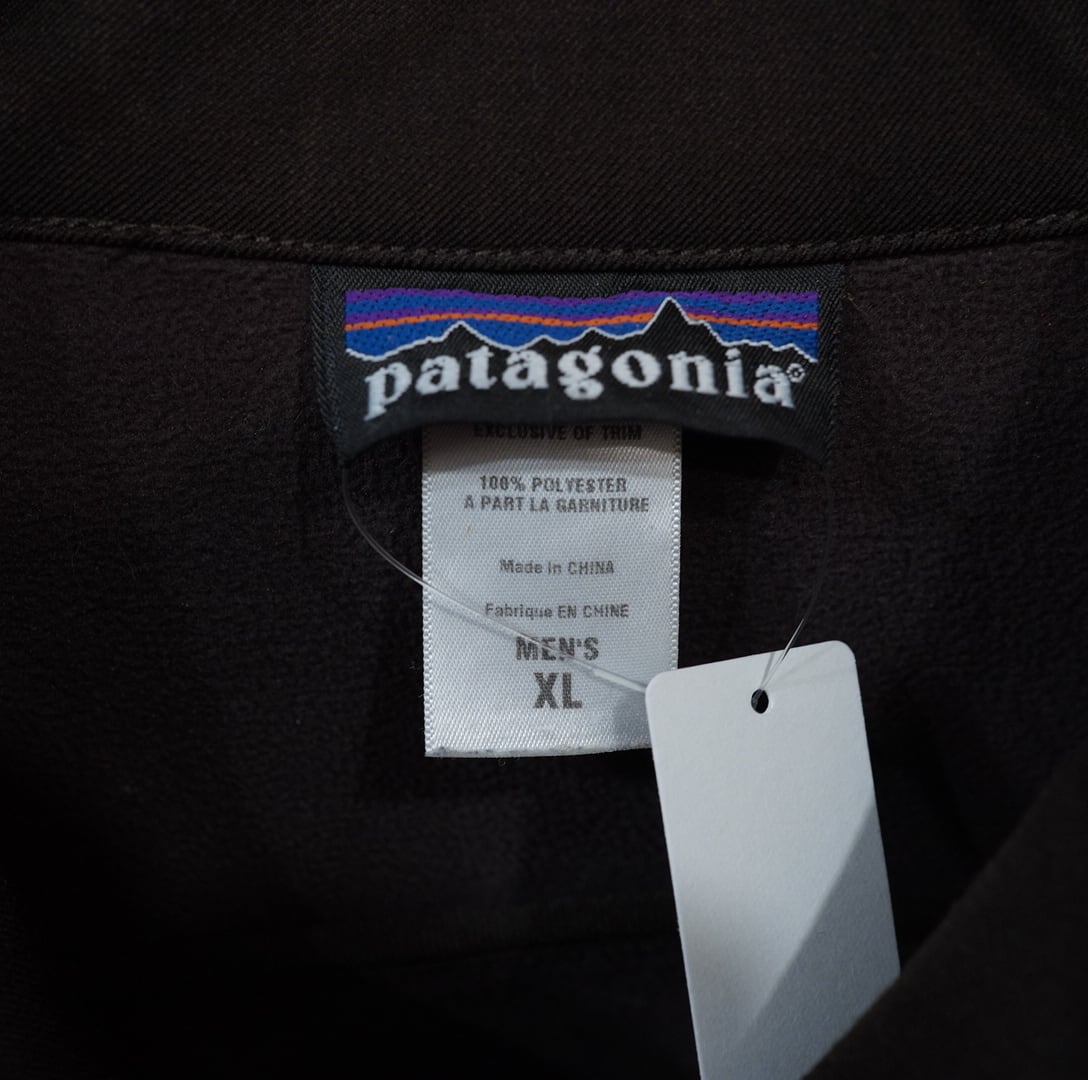 patagonia®
EXCLUSIVE OF TRIM
100% POLYESTER
A PART LA GARNITURE
Made in CHINA
Fabrique EN CHINE
MEN'S
XL